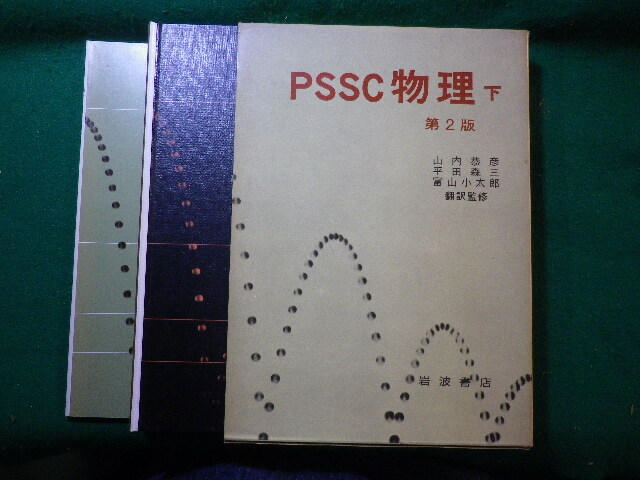 PSSC物理 下
第2版
山内恭彦
平田森三
富山小太郎
翻訳監修
岩波書店